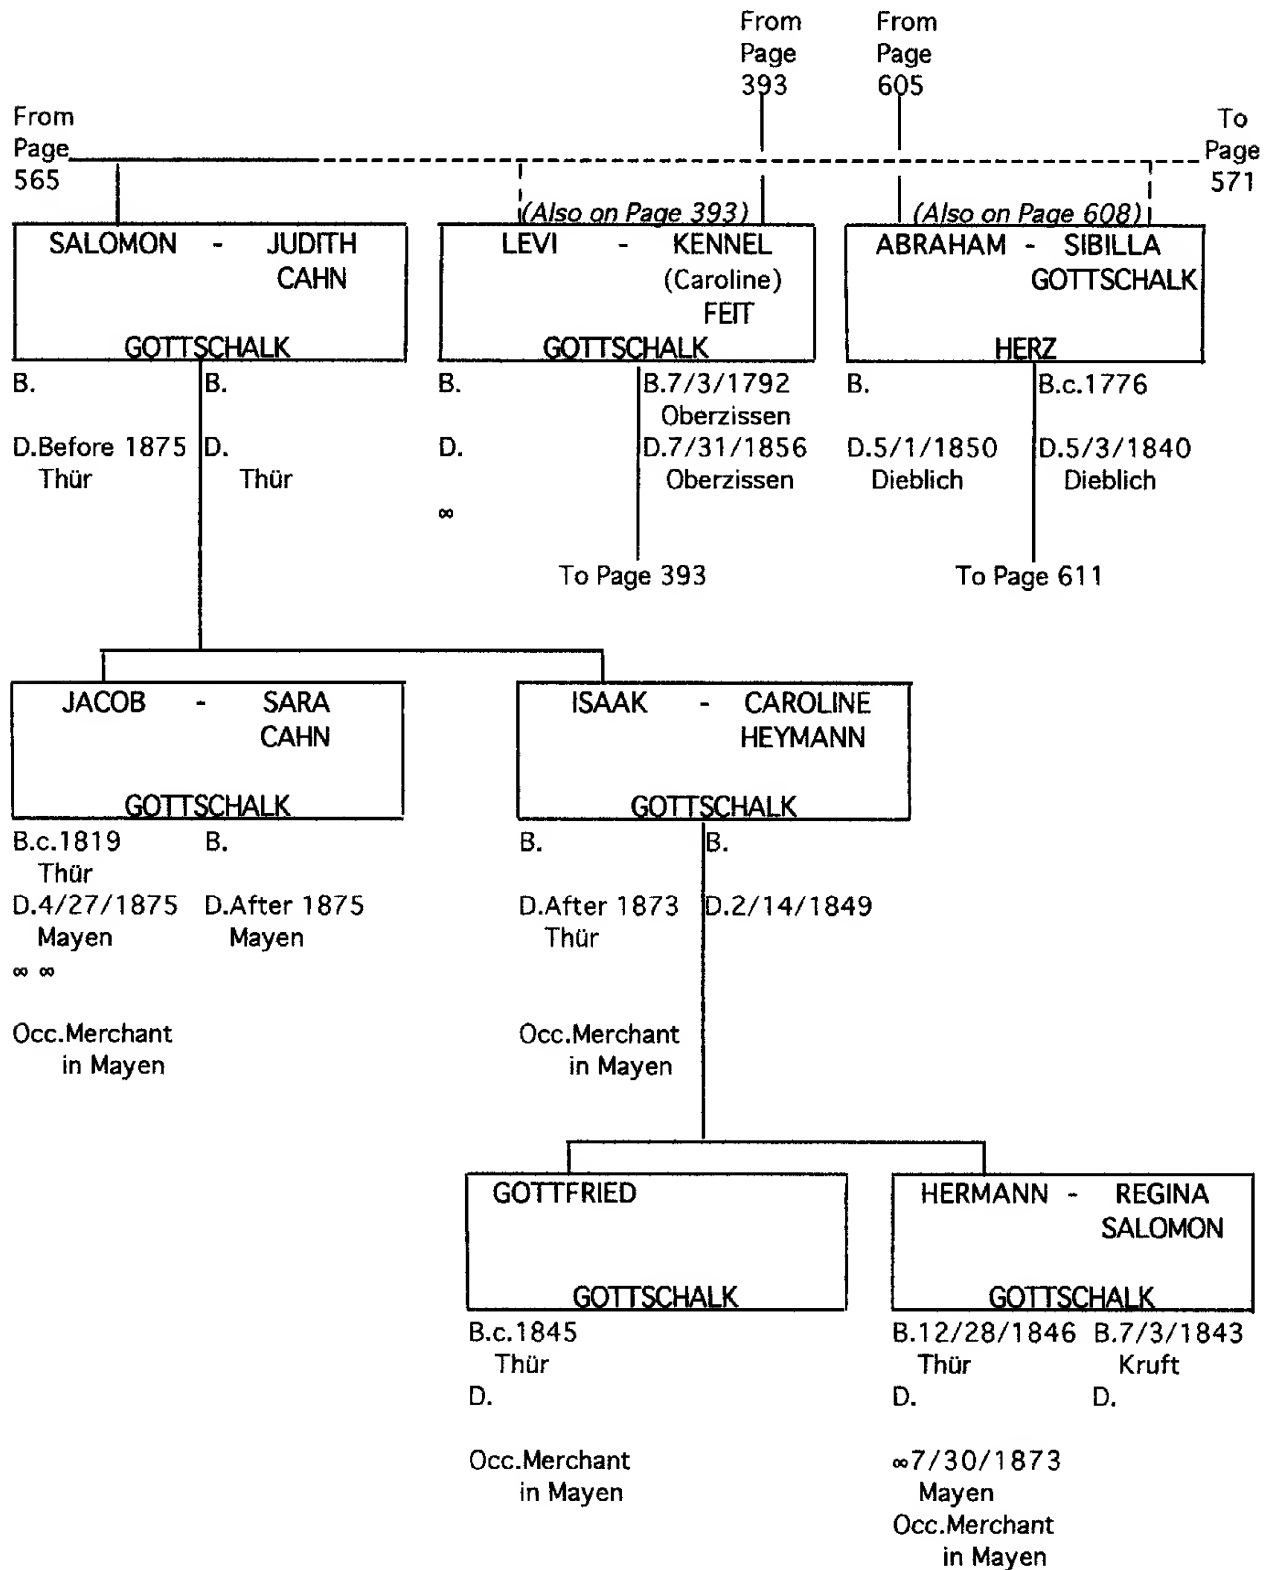 From From
Page Page
393 605
From To
Page Page
565 571
(Also on Page 393) (Also on Page 608)
SALOMON - JUDITH LEVI - KENNEL ABRAHAM - SIBILLA
CAHN (Caroline) GOTTSCHALK
FEIT
GOTTSCHALK GOTTSCHALK HERZ
B. B. B. B.7/3/1792 B. B.c.1776
Oberzissen
D.Before 1875 D. D. D.7/31/1856 D.5/1/1850 D.5/3/1840
Thür Thür Oberzissen Dieblich Dieblich
∞
To Page 393 To Page 611
JACOB - SARA ISAAK - CAROLINE
CAHN HEYMANN
GOTTSCHALK GOTTSCHALK
B.c.1819 B. B. B.
Thür
D.4/27/1875 D.After 1875 D.After 1873 D.2/14/1849
Mayen Mayen Thür
∞ ∞
Occ.Merchant Occ.Merchant
in Mayen in Mayen
GOTTFRIED HERMANN - REGINA
SALOMON
GOTTSCHALK GOTTSCHALK
B.c.1845 B.12/28/1846 B.7/3/1843
Thür Thür Kruft
D. D. D.
Occ.Merchant ∞7/30/1873
in Mayen Mayen
Occ.Merchant
in Mayen